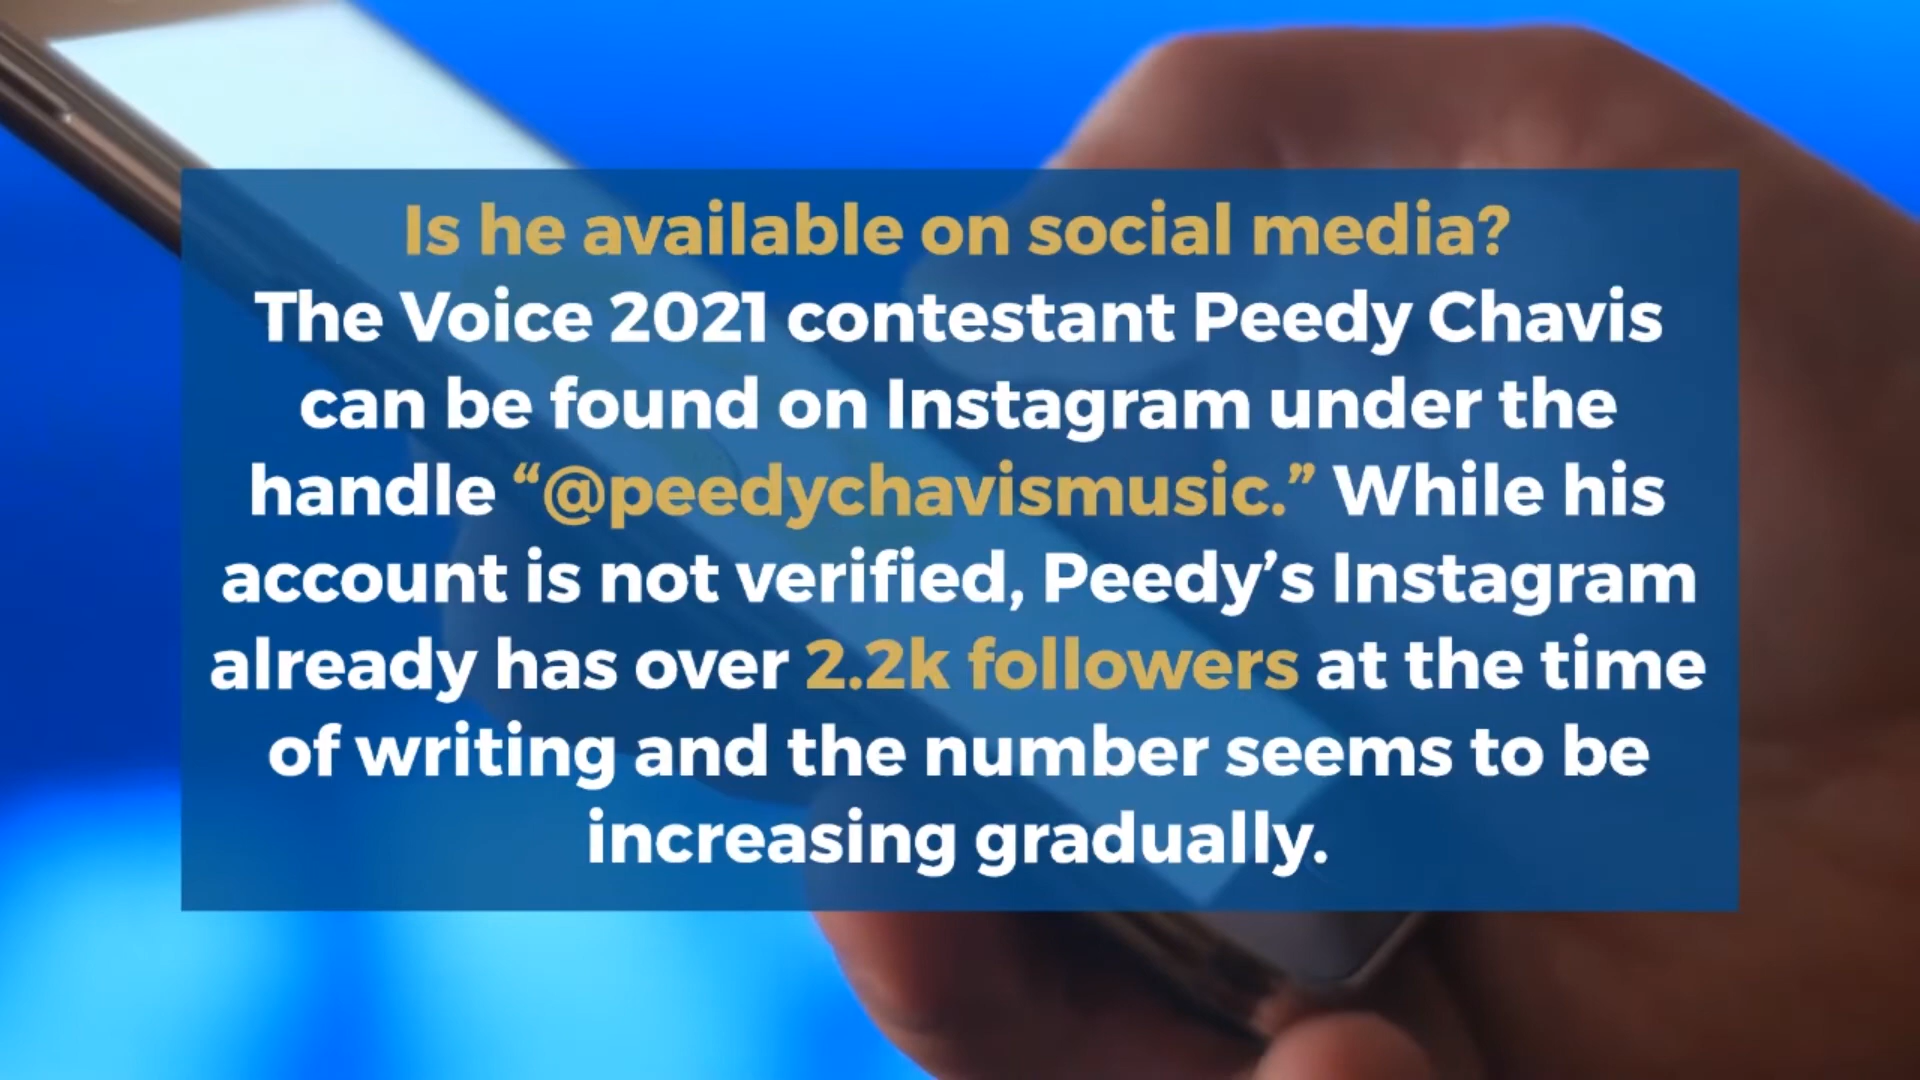 Is he available on social media?
The Voice 2021 contestant Peedy Chavis
can be found on Instagram under the
handle “@peedychavismusic.” While his
account is not verified, Peedy’s Instagram
already has over 2.2k followers at the time
of writing and the number seems to be
increasing gradually.